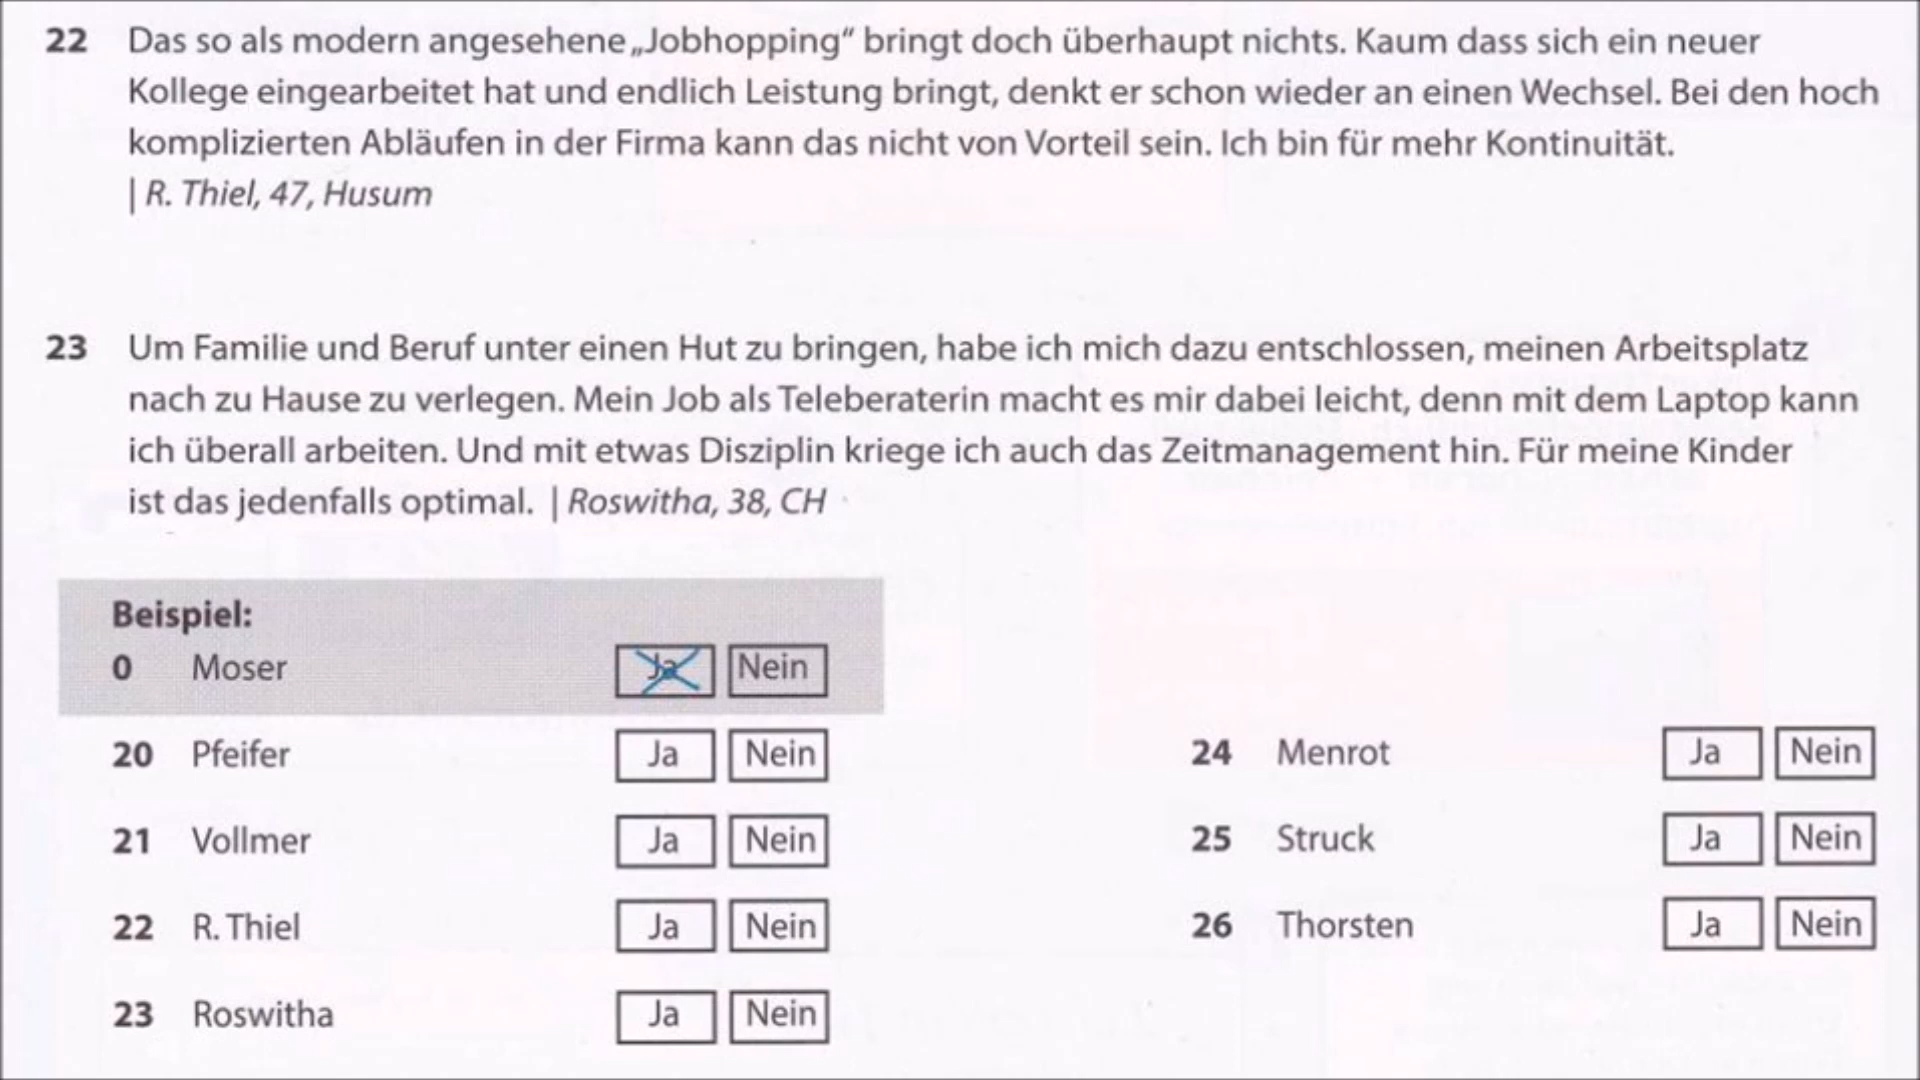 22 Das so als modern angesehene „Jobhopping“ bringt doch überhaupt nichts. Kaum dass sich ein neuer
Kollege eingearbeitet hat und endlich Leistung bringt, denkt er schon wieder an einen Wechsel. Bei den hoch
komplizierten Abläufen in der Firma kann das nicht von Vorteil sein. Ich bin für mehr Kontinuität.
| R. Thiel, 47, Husum
23 Um Familie und Beruf unter einen Hut zu bringen, habe ich mich dazu entschlossen, meinen Arbeitsplatz
nach zu Hause zu verlegen. Mein Job als Teleberaterin macht es mir dabei leicht, denn mit dem Laptop kann
ich überall arbeiten. Und mit etwas Disziplin kriege ich auch das Zeitmanagement hin. Für meine Kinder
ist das jedenfalls optimal. | Roswitha, 38, CH
Beispiel:
0 Moser Ja Nein
20 Pfeifer Ja Nein
21 Vollmer Ja Nein
22 R. Thiel Ja Nein
23 Roswitha Ja Nein
24 Menrot Ja Nein
25 Struck Ja Nein
26 Thorsten Ja Nein